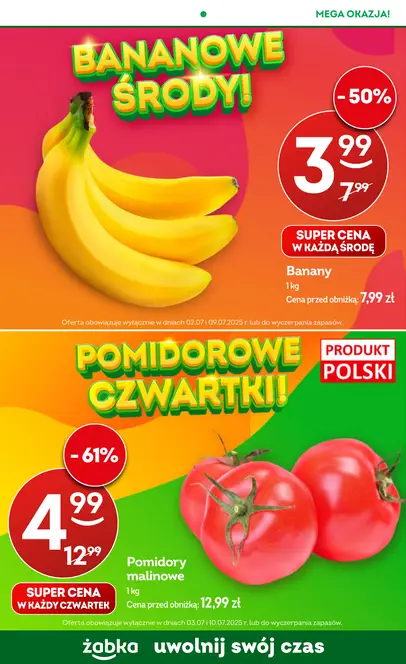 MEGA OKAZJA!
BANANOWE
ŚRODY!
- 50%
3 99
7,99
SUPER CENA
W KAŻDĄ ŚRODĘ
Banany
1 kg
Cena przed obniżką: 7,99 zł
Oferta obowiązuje wyłącznie w dniach 02.07 i 09.07.2025 r. lub do wyczerpania zapasów.
POMIDOROWE
CZWARTKI!
PRODUKT
POLSKI
- 61%
4 99
12,99
SUPER CENA
W KAŻDY CZWARTEK
Pomidory
malinowe
1 kg
Cena przed obniżką: 12,99 zł
Oferta obowiązuje wyłącznie w dniach 03.07 i 10.07.2025 r. lub do wyczerpania zapasów.
żabka uwolnij swój czas